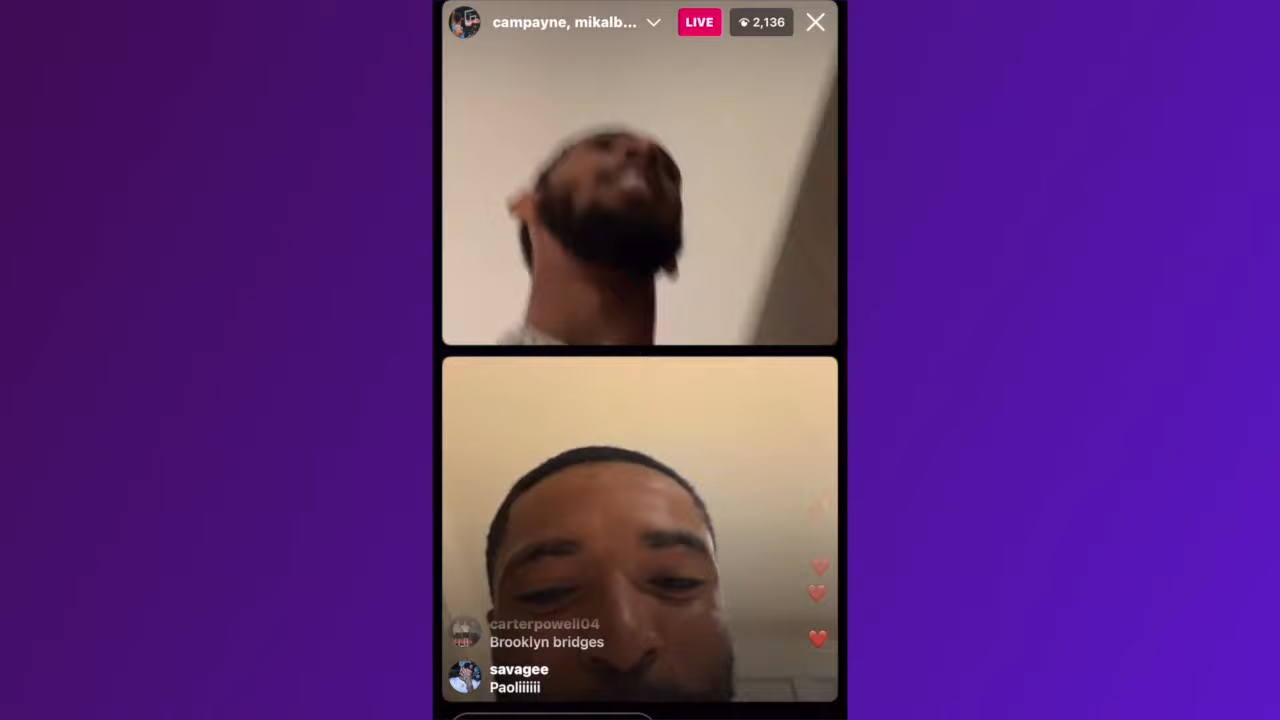 campayne, mikalb... LIVE 2,136
carterpowell04
Brooklyn bridges
savagee
Paoliiiiii